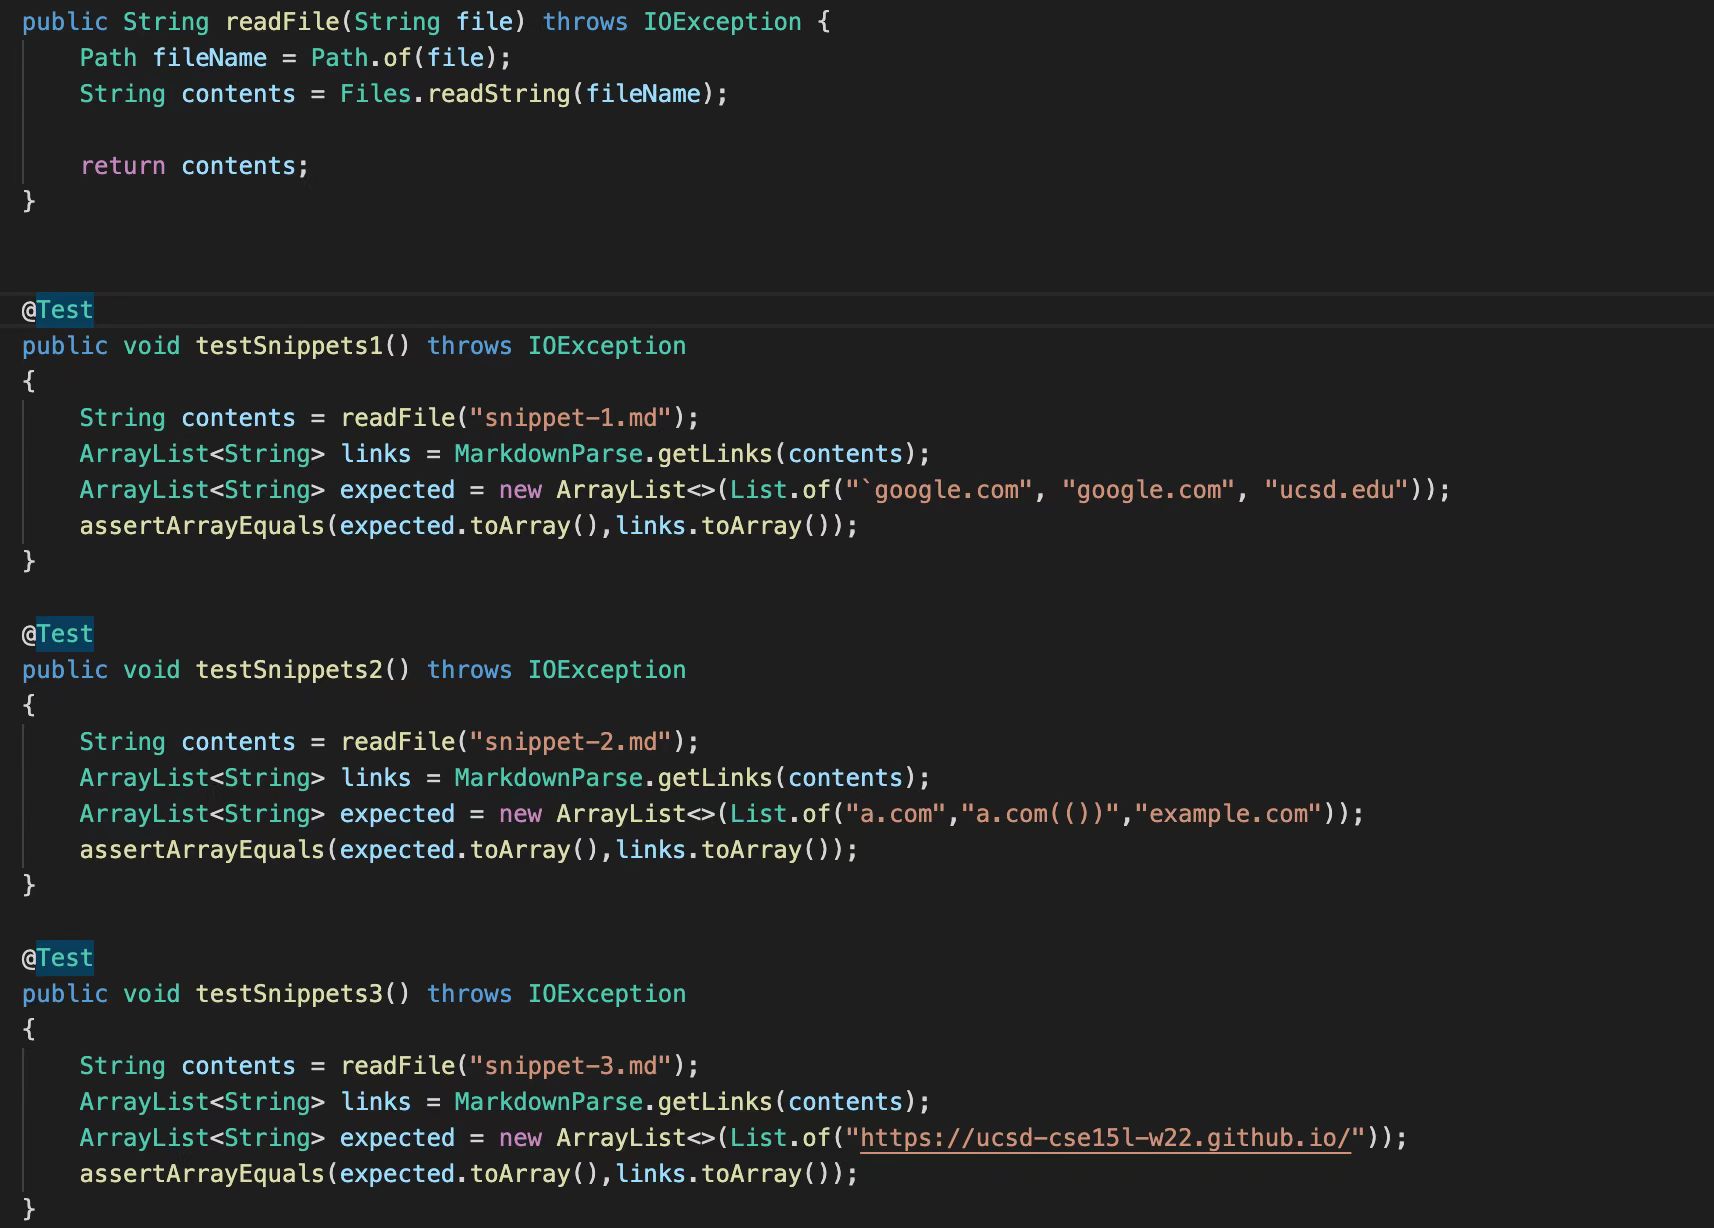 public String readFile(String file) throws IOException {
    Path fileName = Path.of(file);
    String contents = Files.readString(fileName);
    return contents;
}
@Test
public void testSnippets1() throws IOException
{
    String contents = readFile("snippet-1.md");
    ArrayList<String> links = MarkdownParse.getLinks(contents);
    ArrayList<String> expected = new ArrayList<>(List.of("`google.com", "google.com", "ucsd.edu"));
    assertArrayEquals(expected.toArray(),links.toArray());
}
@Test
public void testSnippets2() throws IOException
{
    String contents = readFile("snippet-2.md");
    ArrayList<String> links = MarkdownParse.getLinks(contents);
    ArrayList<String> expected = new ArrayList<>(List.of("a.com","a.com(())","example.com"));
    assertArrayEquals(expected.toArray(),links.toArray());
}
@Test
public void testSnippets3() throws IOException
{
    String contents = readFile("snippet-3.md");
    ArrayList<String> links = MarkdownParse.getLinks(contents);
    ArrayList<String> expected = new ArrayList<>(List.of("https://ucsd-cse15l-w22.github.io/"));
    assertArrayEquals(expected.toArray(),links.toArray());
}